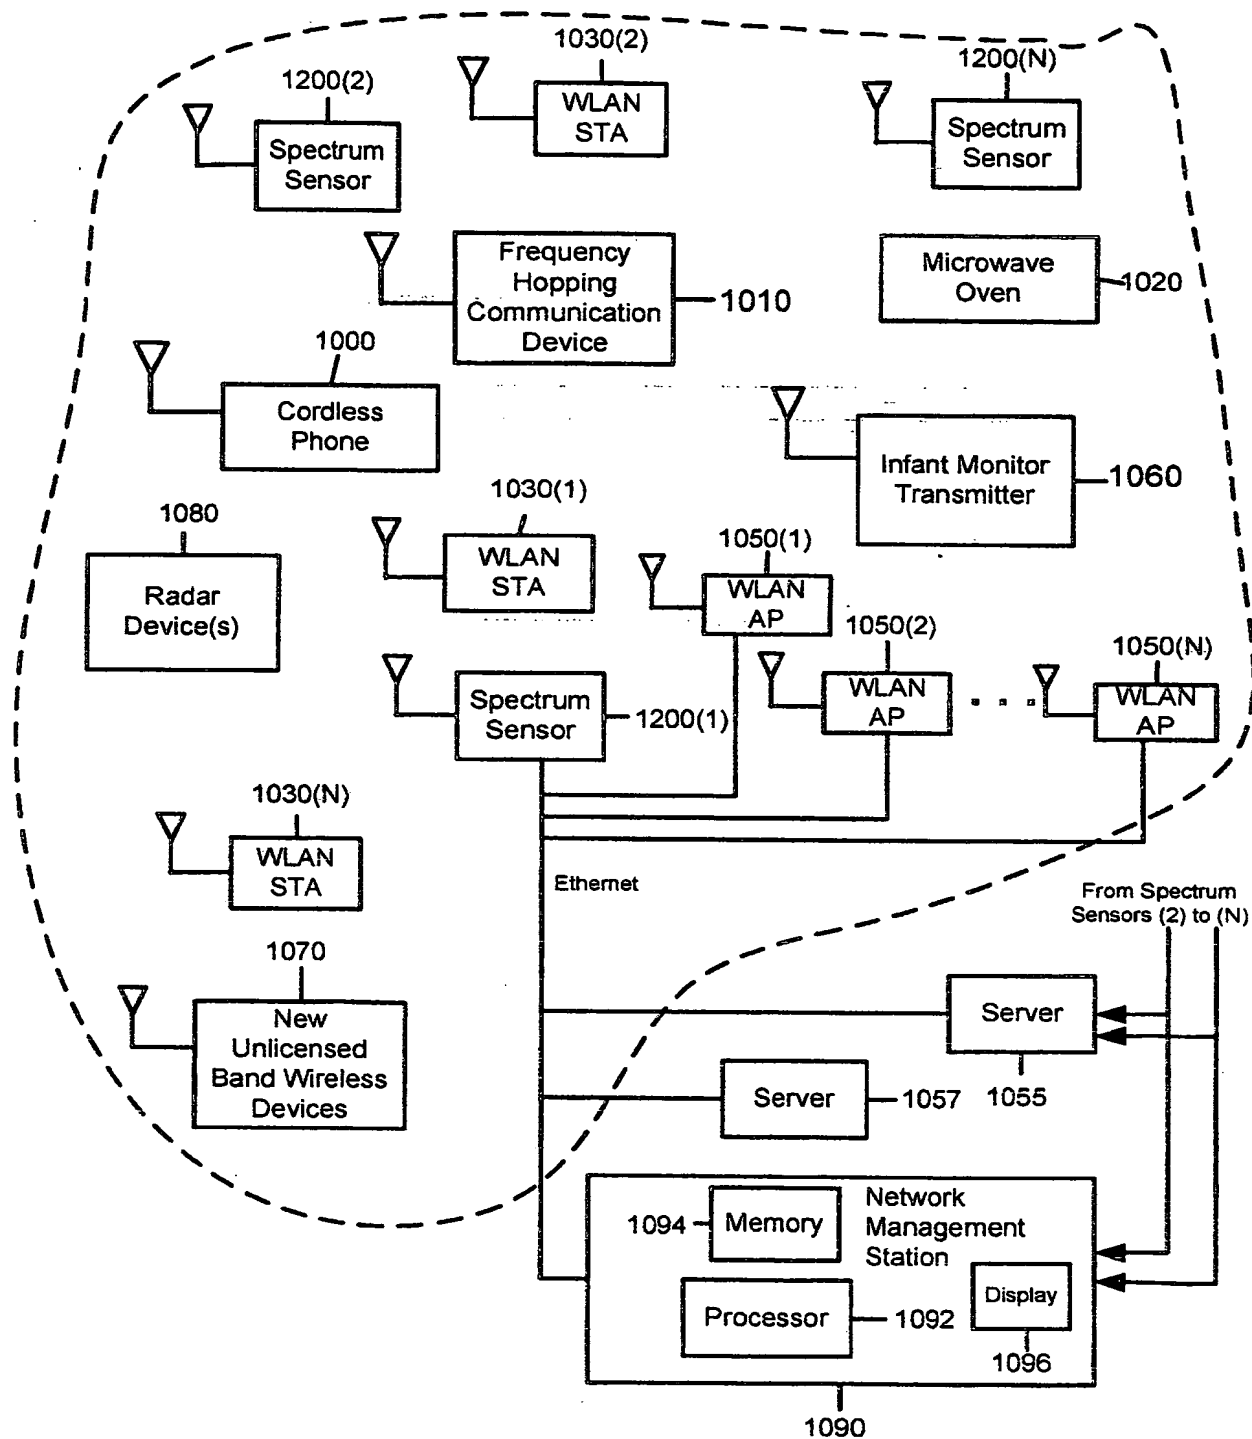 1030(2)
1200(N)
1200(2)
WLAN
STA
Spectrum
Sensor
Spectrum
Sensor
Frequency
Hopping
Communication
Device
1010
Microwave
Oven
1020
1000
Cordless
Phone
Infant Monitor
Transmitter
1060
1030(1)
1080
WLAN
STA
1050(1)
WLAN
AP
Radar
Device(s)
1050(2)
WLAN
AP
1050(N)
WLAN
AP
Spectrum
Sensor
1200(1)
1030(N)
WLAN
STA
Ethernet
From Spectrum
Sensors (2) to (N)
1070
New
Unlicensed
Band Wireless
Devices
Server
1055
Server
1057
Network
Management
Station
1094
Memory
Processor
1092
Display
1096
1090